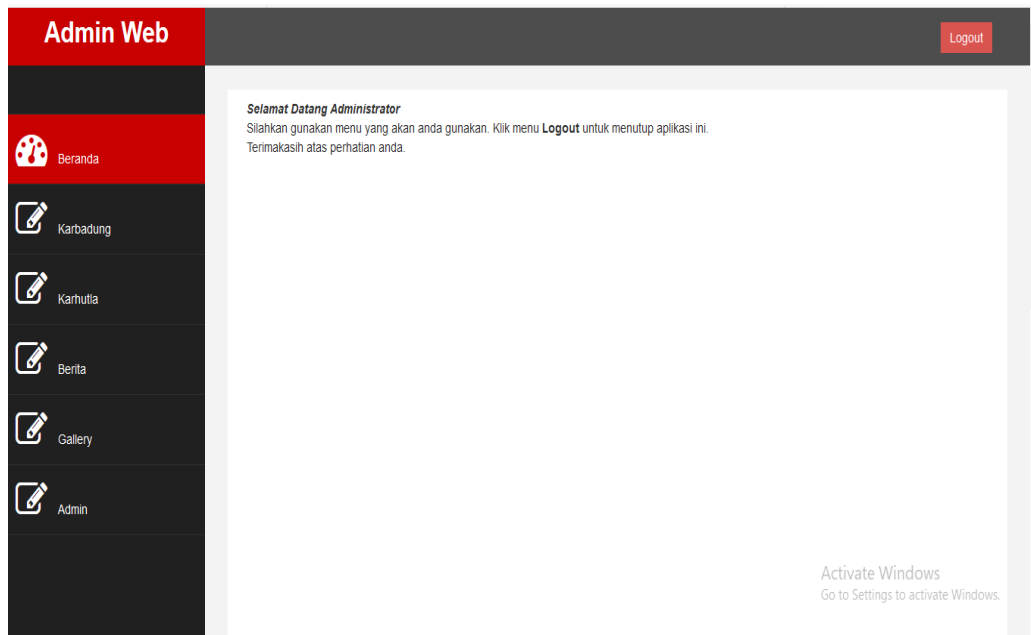 Admin Web
Logout
Selamat Datang Administrator
Silahkan gunakan menu yang akan anda gunakan. Klik menu Logout untuk menutup aplikasi ini.
Terimakasih atas perhatian anda.
Beranda
Karbadung
Karhutla
Berita
Gallery
Admin
Activate Windows
Go to Settings to activate Windows.